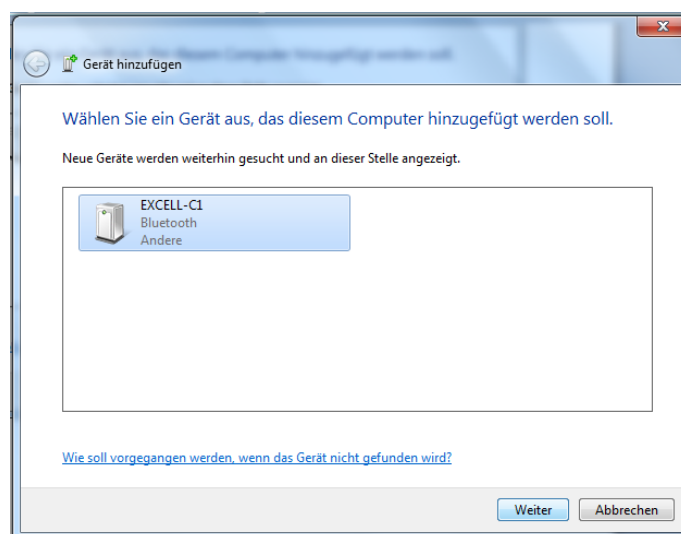 Gerät hinzufügen
Wählen Sie ein Gerät aus, das diesem Computer hinzugefügt werden soll.
Neue Geräte werden weiterhin gesucht und an dieser Stelle angezeigt.
EXCELL-C1
Bluetooth
Andere
Wie soll vorgegangen werden, wenn das Gerät nicht gefunden wird?
Weiter Abbrechen